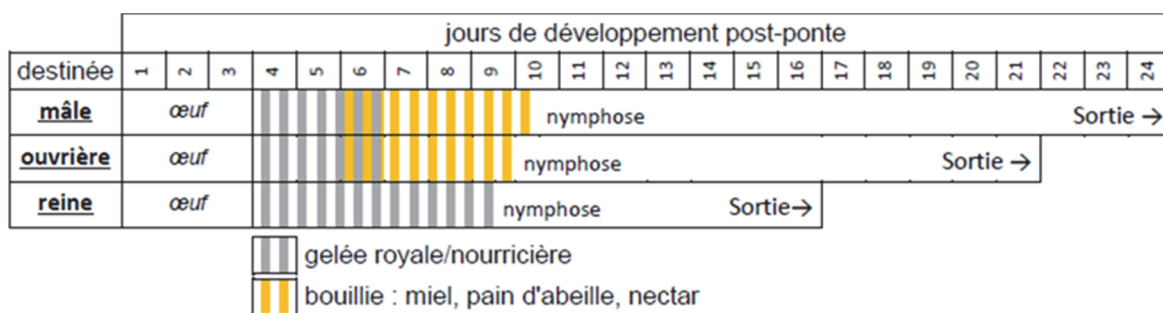 jours de développement post-ponte
destinée 1 2 3 4 5 6 7 8 9 10 11 12 13 14 15 16 17 18 19 20 21 22 23 24
mâle œuf nymphose Sortie →
ouvrière œuf nymphose Sortie →
reine œuf nymphose Sortie→
gelée royale/nourricière
bouillie : miel, pain d'abeille, nectar